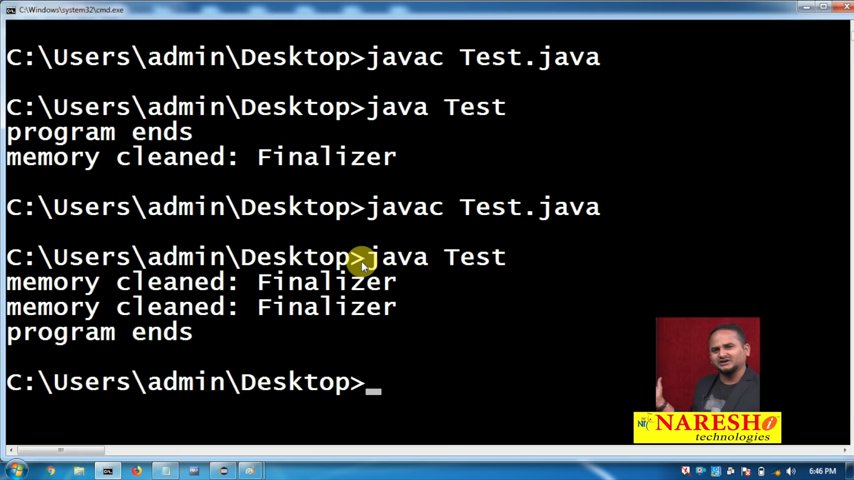 C:\Windows\system32\cmd.exe
C:\Users\admin\Desktop>javac Test.java
C:\Users\admin\Desktop>java Test
program ends
memory cleaned: Finalizer
C:\Users\admin\Desktop>javac Test.java
C:\Users\admin\Desktop>java Test
memory cleaned: Finalizer
memory cleaned: Finalizer
program ends
C:\Users\admin\Desktop>_
NARESH i
technologies
6:46 PM